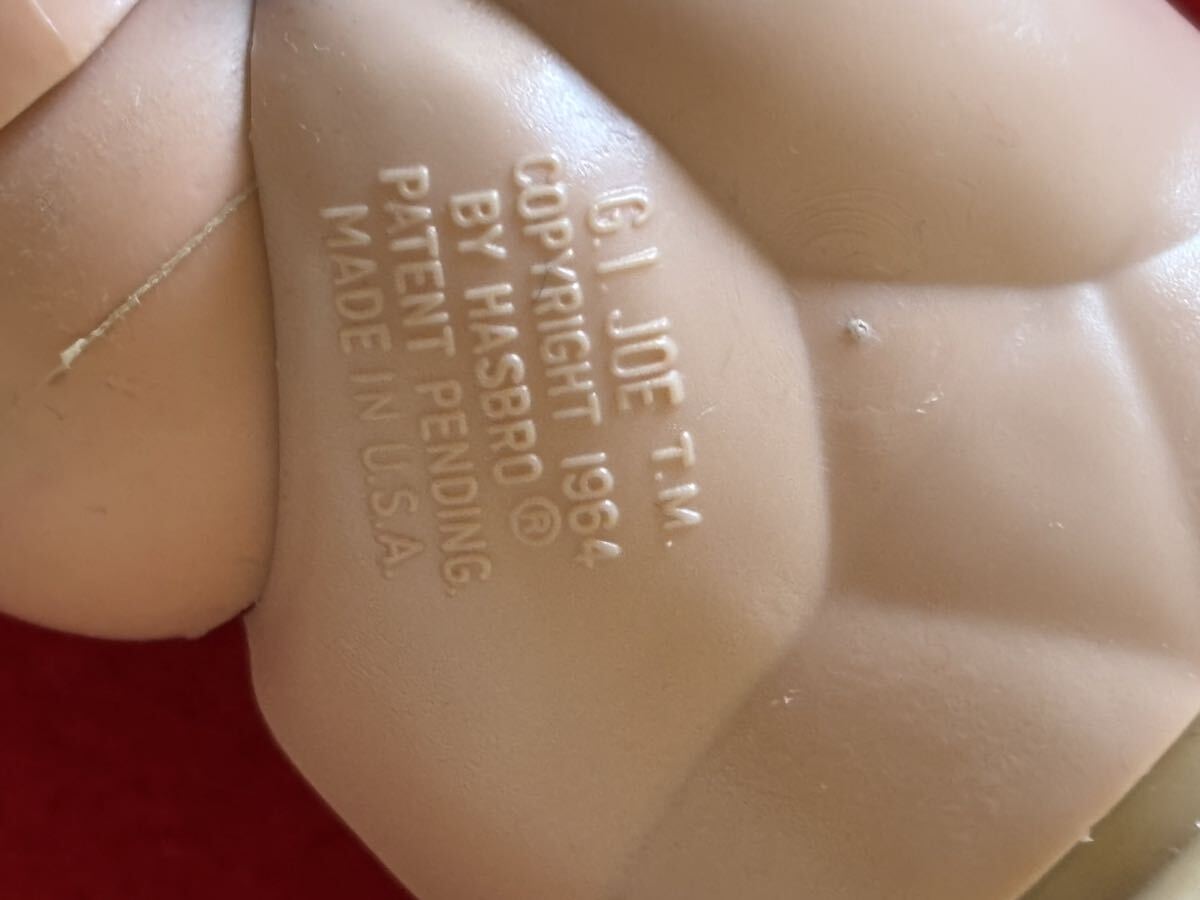 G.I. JOE T.M.
COPYRIGHT 1964
BY HASBRO ®
PATENT PENDING.
MADE IN U.S.A.